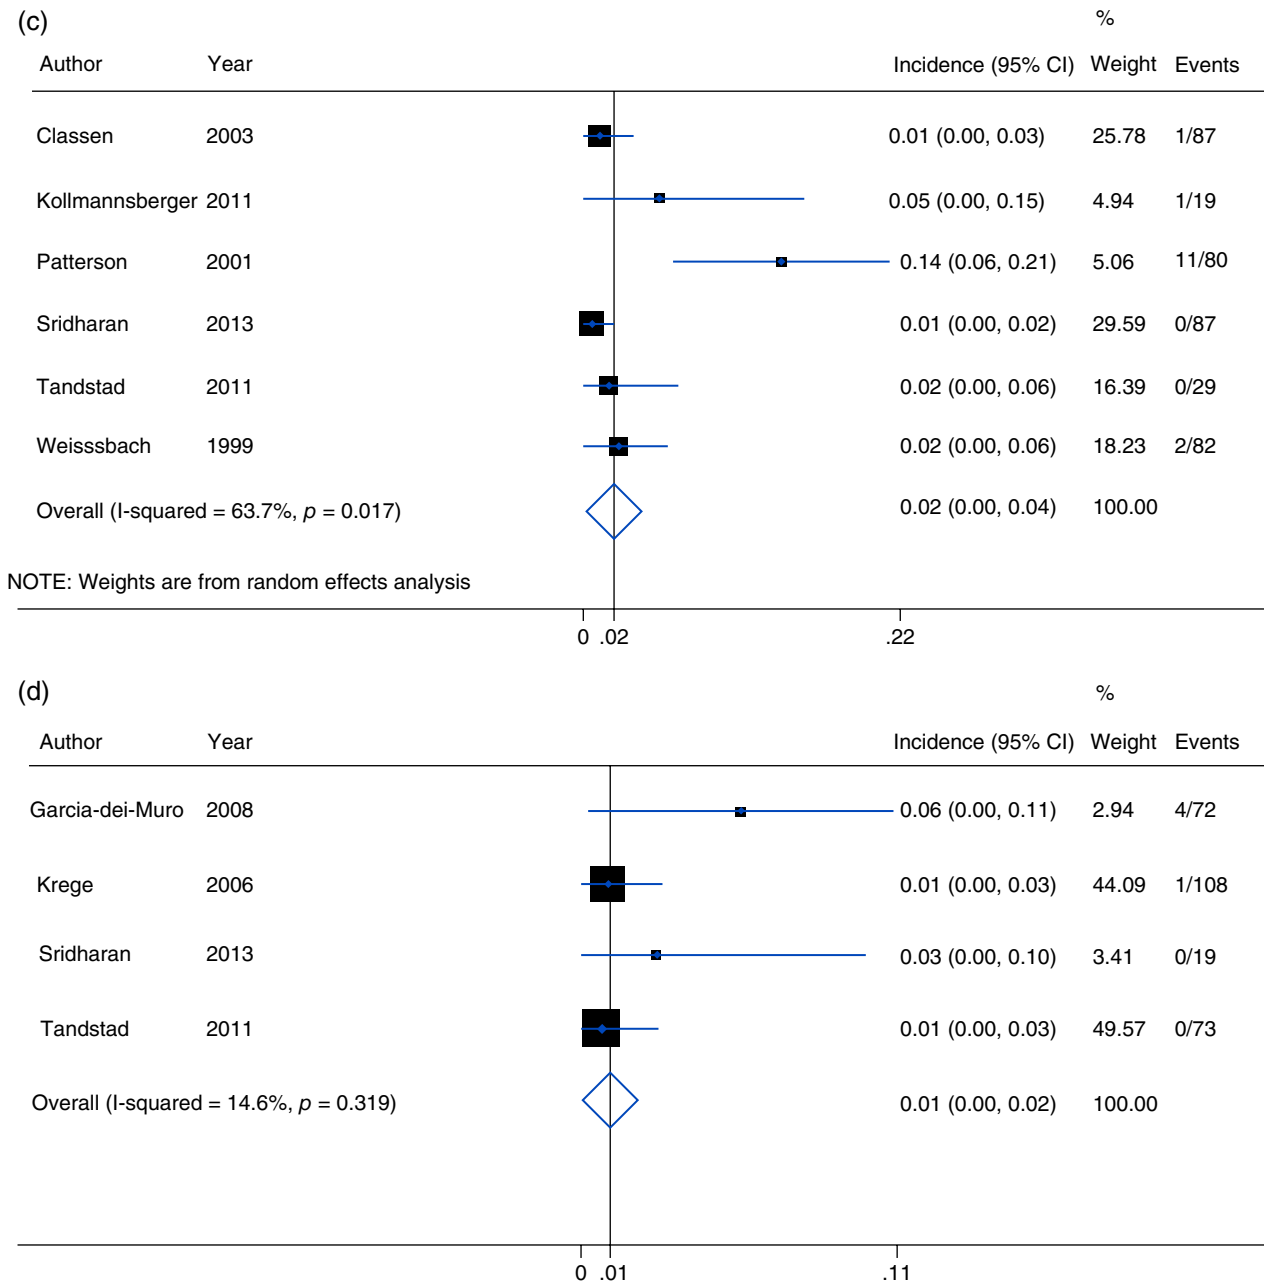 (c)
%
Author Year Incidence (95% CI) Weight Events
Classen 2003 0.01 (0.00, 0.03) 25.78 1/87
Kollmannsberger 2011 0.05 (0.00, 0.15) 4.94 1/19
Patterson 2001 0.14 (0.06, 0.21) 5.06 11/80
Sridharan 2013 0.01 (0.00, 0.02) 29.59 0/87
Tandstad 2011 0.02 (0.00, 0.06) 16.39 0/29
Weisssbach 1999 0.02 (0.00, 0.06) 18.23 2/82
Overall (I-squared = 63.7%, p = 0.017) 0.02 (0.00, 0.04) 100.00
NOTE: Weights are from random effects analysis
0 .02 .22
(d)
%
Author Year Incidence (95% CI) Weight Events
Garcia-dei-Muro 2008 0.06 (0.00, 0.11) 2.94 4/72
Krege 2006 0.01 (0.00, 0.03) 44.09 1/108
Sridharan 2013 0.03 (0.00, 0.10) 3.41 0/19
Tandstad 2011 0.01 (0.00, 0.03) 49.57 0/73
Overall (I-squared = 14.6%, p = 0.319) 0.01 (0.00, 0.02) 100.00
0 .01 .11